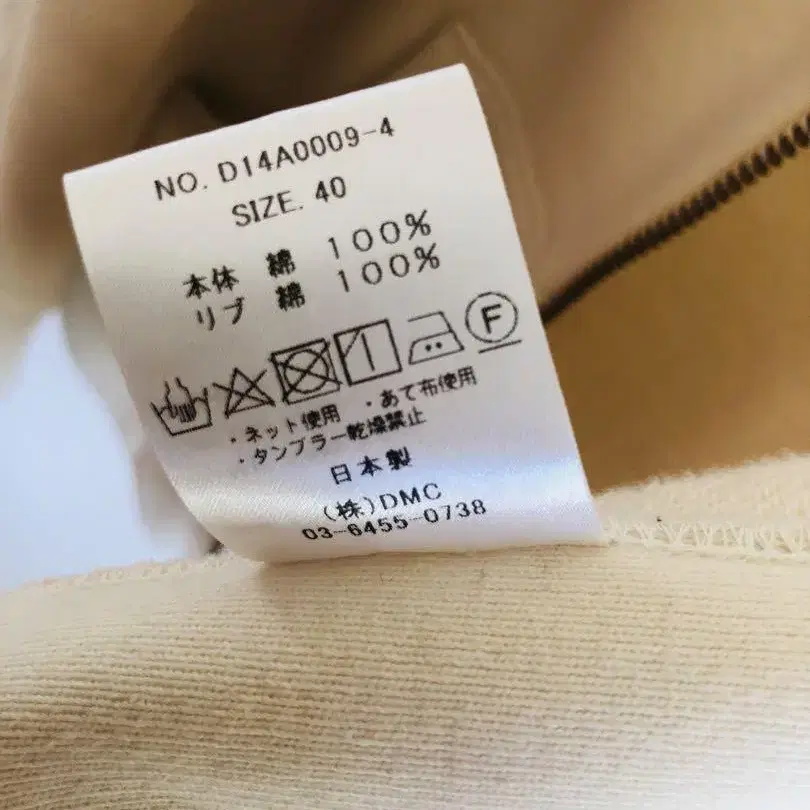 NO. D14A0009-4
SIZE. 40
本体 綿 100%
リブ 綿 100%
F
・ネット使用 ・あて布使用
・タンブラー乾燥禁止
日本製
(株)DMC
03-6455-0738